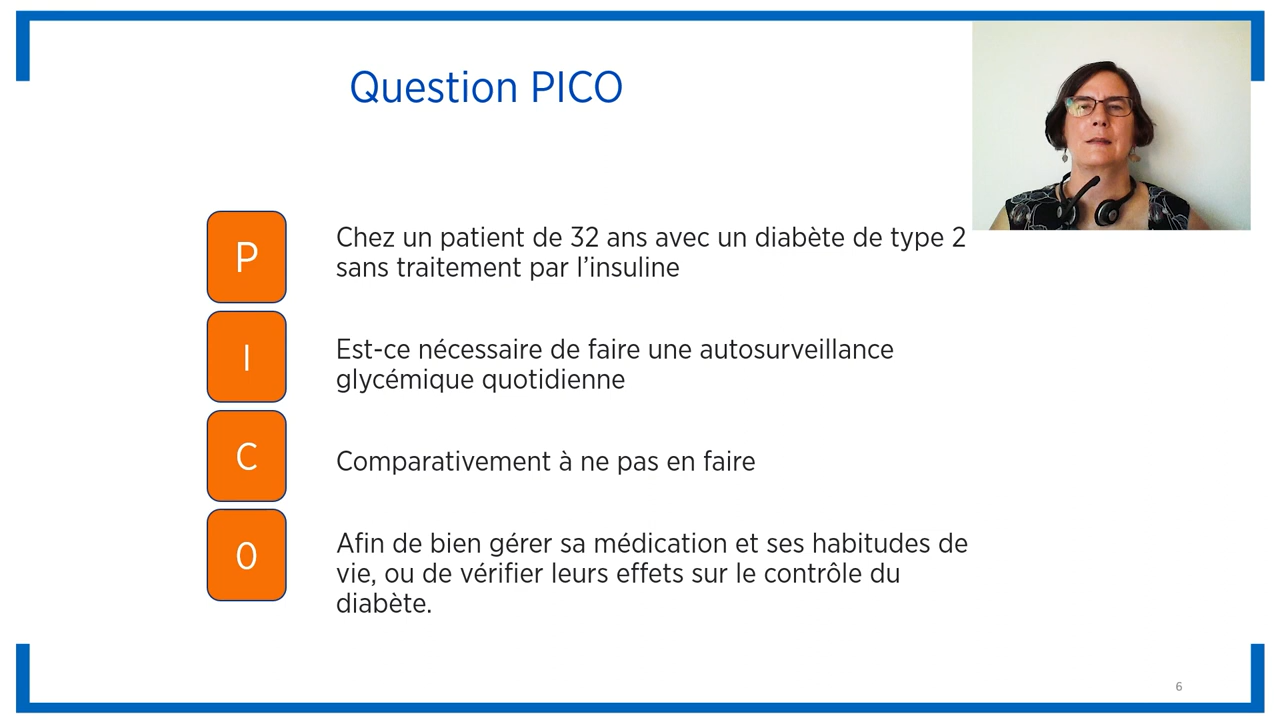 Question PICO
P
Chez un patient de 32 ans avec un diabète de type 2
sans traitement par l’insuline
I
Est-ce nécessaire de faire une autosurveillance
glycémique quotidienne
C
Comparativement à ne pas en faire
O
Afin de bien gérer sa médication et ses habitudes de
vie, ou de vérifier leurs effets sur le contrôle du
diabète.
6